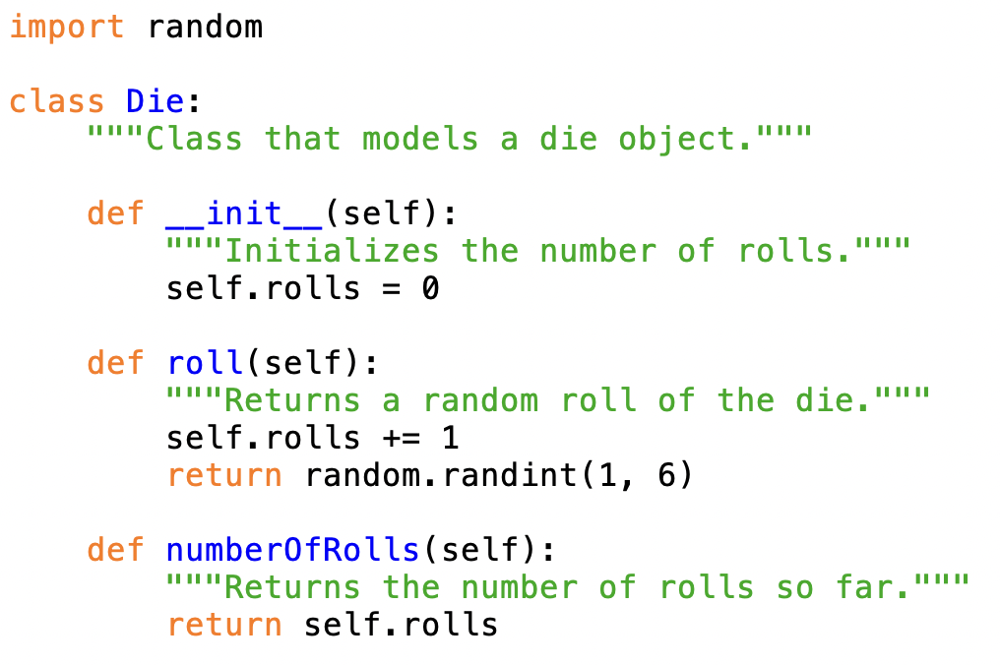 import random

class Die:
    """Class that models a die object."""

    def __init__(self):
        """Initializes the number of rolls."""
        self.rolls = 0

    def roll(self):
        """Returns a random roll of the die."""
        self.rolls += 1
        return random.randint(1, 6)

    def numberOfRolls(self):
        """Returns the number of rolls so far."""
        return self.rolls